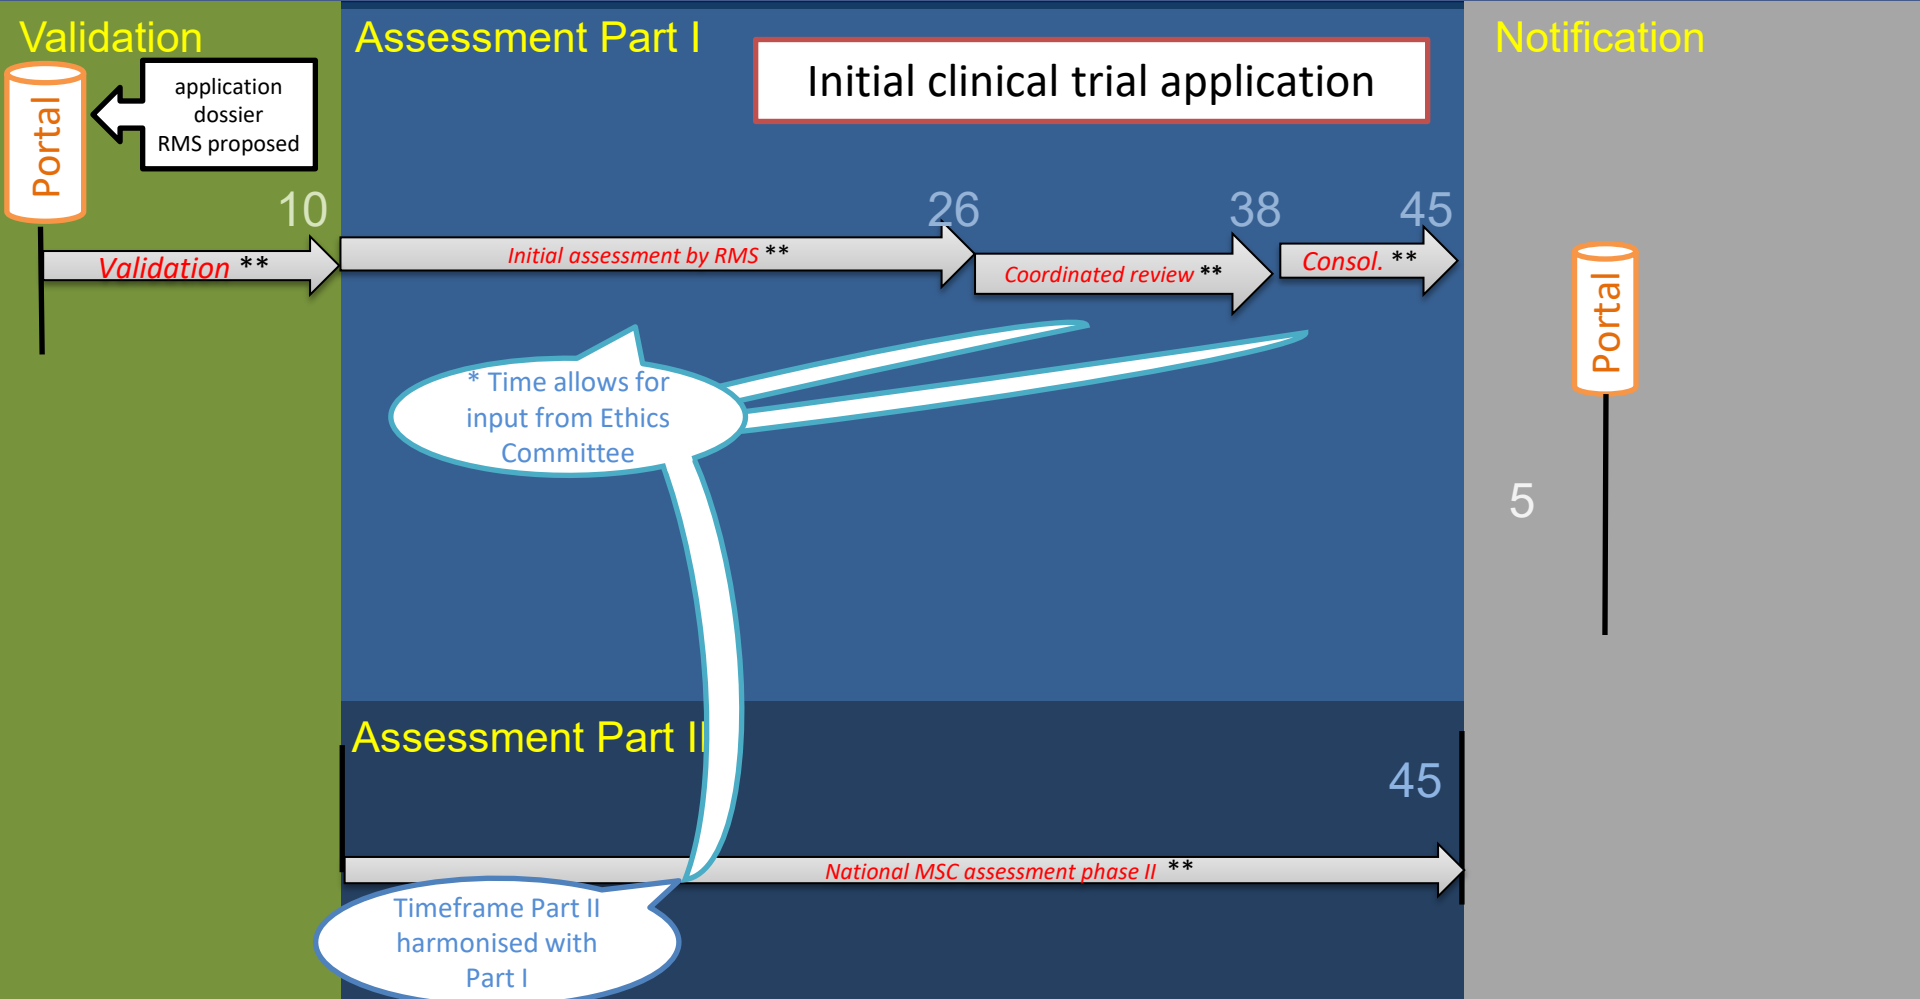 Validation
Portal
application
dossier
RMS proposed
10
Validation **
Assessment Part I
Initial clinical trial application
26
38
45
Initial assessment by RMS **
Coordinated review **
Consol. **
* Time allows for
input from Ethics
Committee
Assessment Part II
45
National MSC assessment phase II **
Timeframe Part II
harmonised with
Part I
Notification
Portal
5